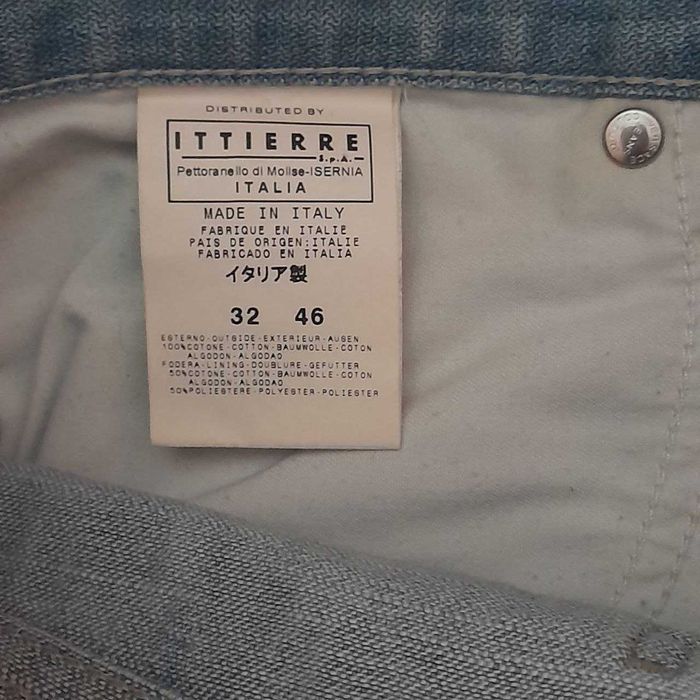 DISTRIBUTED BY
ITTIERRE
S.p.A.
Pettoranello di Molise-ISERNIA
ITALIA
MADE IN ITALY
FABRIQUE EN ITALIE
PAIS DE ORIGEN:ITALIE
FABRICADO EN ITALIA
イタリア製
32 46
ESTERNO-OUTSIDE-EXTERIEUR-AUSEN
100%COTONE-COTTON-BAUMWOLLE-COTON
ALGODON-ALGODAO
FODERA-LINING-DOUBLURE-GEFUTTER
50%COTONE-COTTON-BAUMWOLLE-COTON
ALGODON-ALGODAO
50%POLIESTERE-POLYESTER-POLIESTER